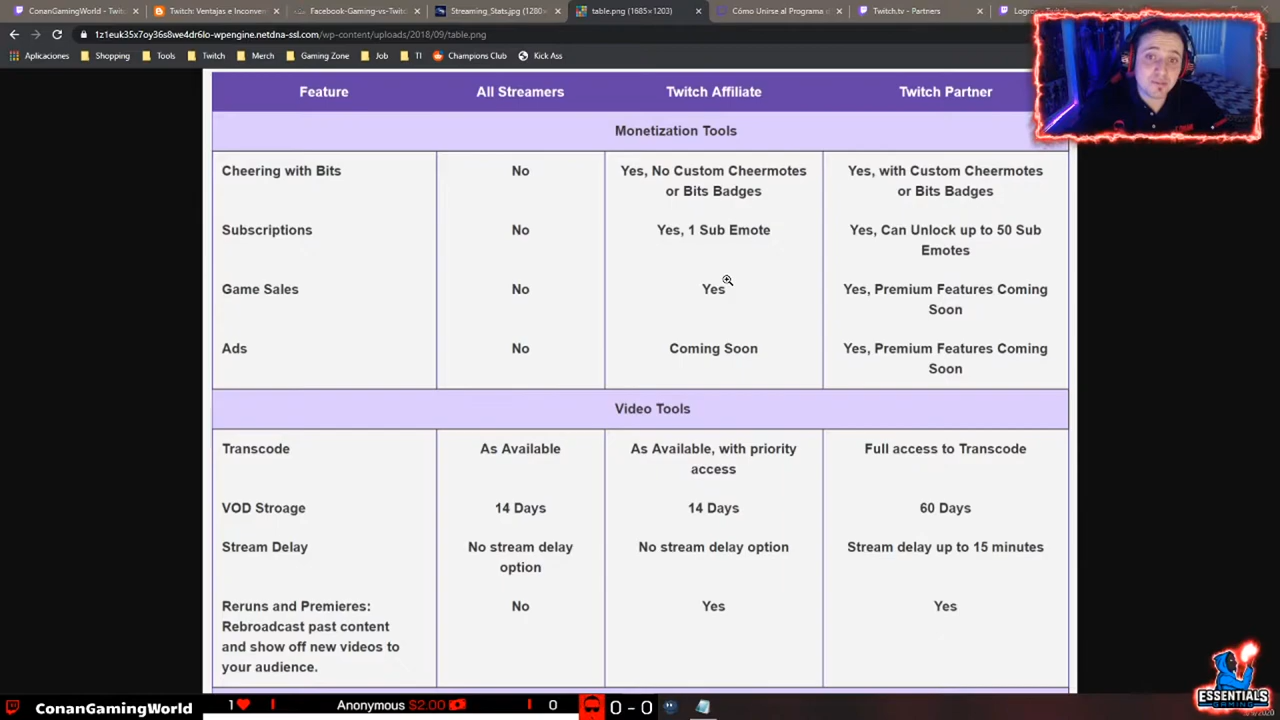 ConanGamingWorld - Twit
Twitch: Ventajas e Inconven
Facebook-Gaming-vs-Twitc
Streaming_Stats.jpg (1280×
table.png (1685×1203)
Cómo Unirse al Programa
Twitch.tv - Partners
1z1euk35x7oy36s8we4dr6lo-wpengine.netdna-ssl.com/wp-content/uploads/2018/09/table.png
Aplicaciones Shopping Tools Twitch Merch Gaming Zone Job TI Champions Club Kick Ass
Feature All Streamers Twitch Affiliate Twitch Partner
Monetization Tools
Cheering with Bits No Yes, No Custom Cheermotes Yes, with Custom Cheermotes
or Bits Badges or Bits Badges
Subscriptions No Yes, 1 Sub Emote Yes, Can Unlock up to 50 Sub
Emotes
Game Sales No Yes Yes, Premium Features Coming
Soon
Ads No Coming Soon Yes, Premium Features Coming
Soon
Video Tools
Transcode As Available As Available, with priority Full access to Transcode
access
VOD Stroage 14 Days 14 Days 60 Days
Stream Delay No stream delay No stream delay option Stream delay up to 15 minutes
option
Reruns and Premieres: No Yes Yes
Rebroadcast past content
and show off new videos to
your audience.
ConanGamingWorld 1 Anonymous $2.00 0 0 - 0
ESSENTIALS
GAMING